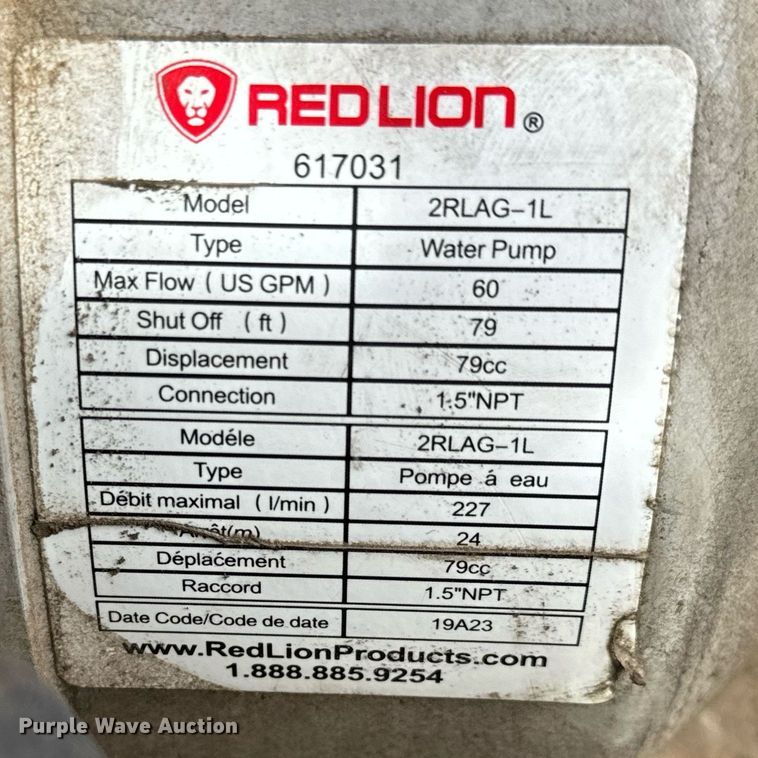 RED LION ®
617031
Model 2RLAG-1L
Type Water Pump
Max Flow ( US GPM ) 60
Shut Off ( ft ) 79
Displacement 79cc
Connection 1.5"NPT
Modéle 2RLAG-1L
Type Pompe á eau
Débit maximal ( l/min ) 227
24
Déplaćement 79cc
Raccord 1.5"NPT
Date Code/Code de date 19A23
www.RedLionProducts.com
1.888.885.9254
Purple Wave Auction